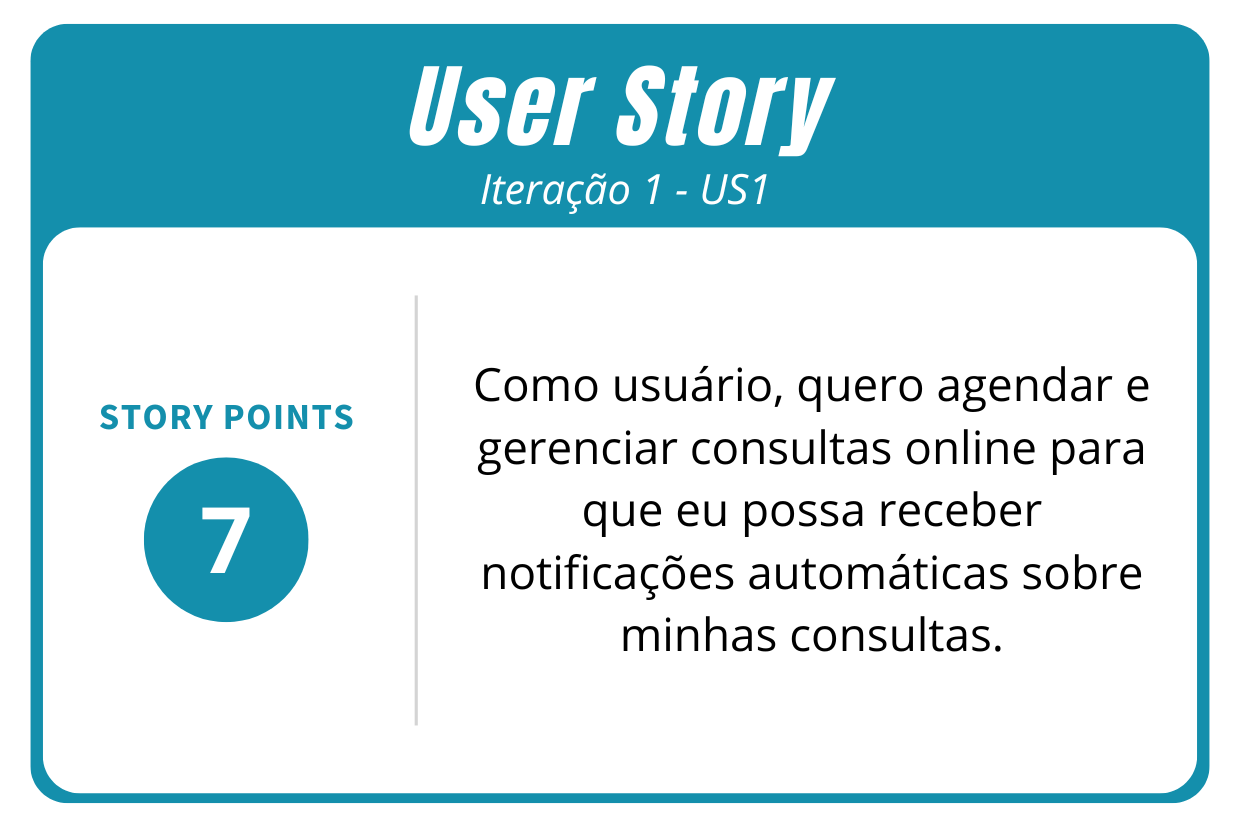 User Story
Iteração 1 - US1
STORY POINTS
7
Como usuário, quero agendar e
gerenciar consultas online para
que eu possa receber
notificações automáticas sobre
minhas consultas.